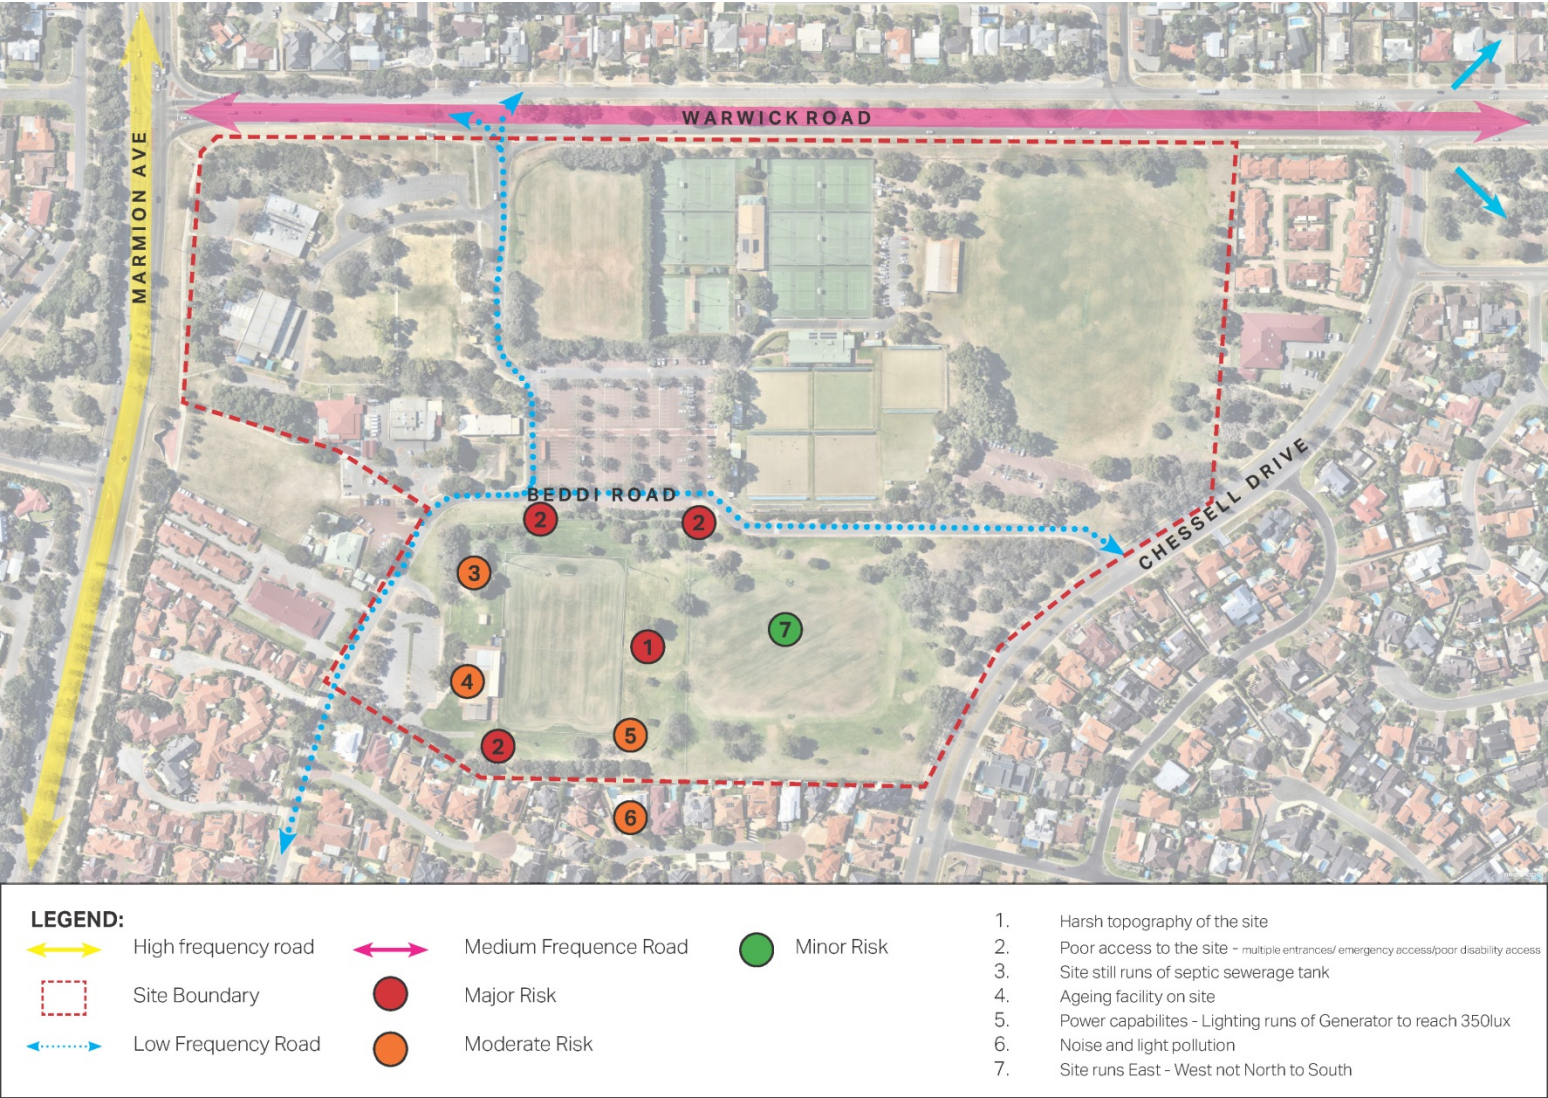 WARWICK ROAD
MARMION AVE
BEDDI ROAD
CHESSELL DRIVE
2
2
3
1
7
4
5
2
6
LEGEND:
High frequency road
Medium Frequence Road
Minor Risk
Site Boundary
Major Risk
Low Frequency Road
Moderate Risk
1. Harsh topography of the site
2. Poor access to the site - multiple entrances/ emergency access/poor disability access
3. Site still runs of septic sewerage tank
4. Ageing facility on site
5. Power capabilites - Lighting runs of Generator to reach 350lux
6. Noise and light pollution
7. Site runs East - West not North to South